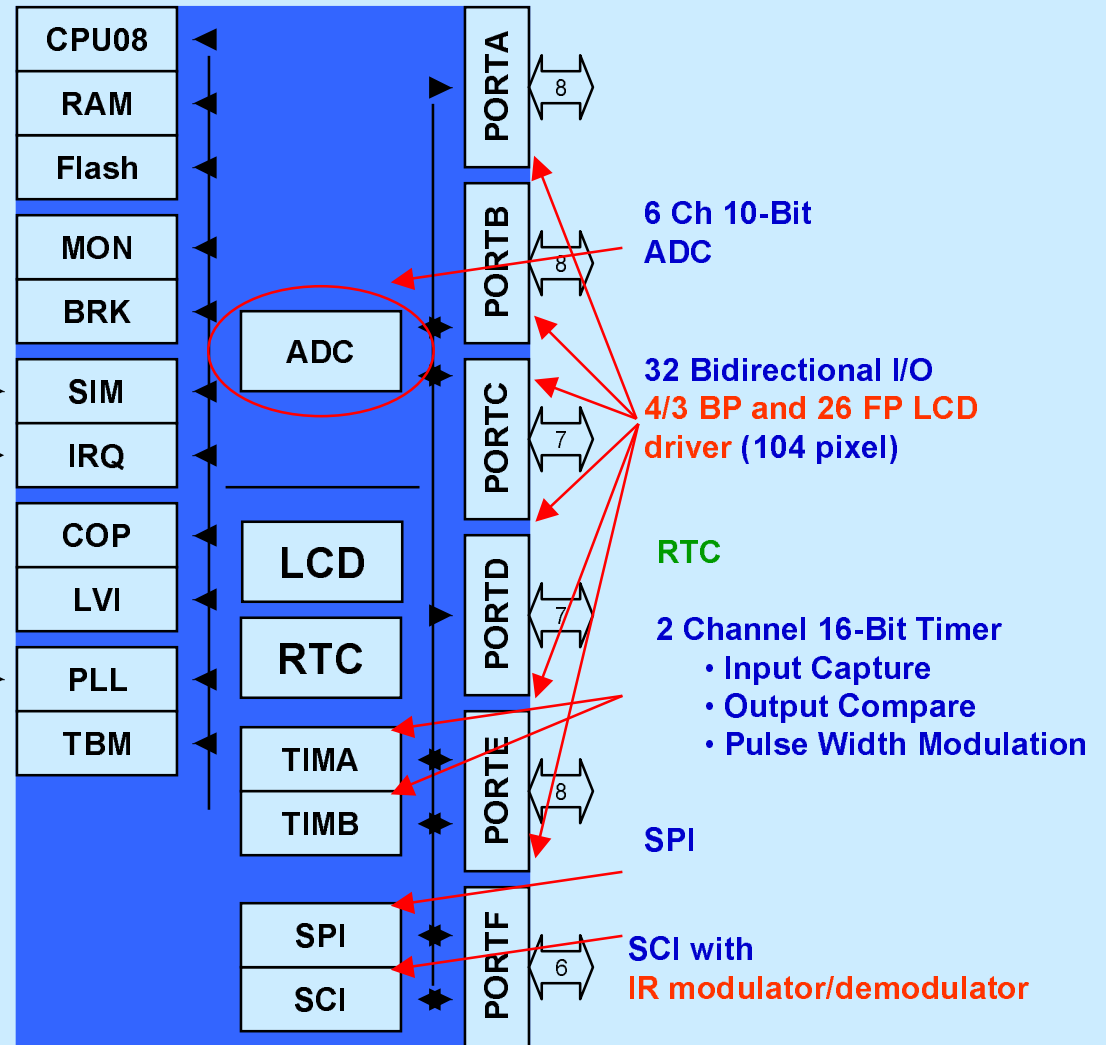 CPU08
RAM
Flash
MON
BRK
SIM
IRQ
COP
LVI
PLL
TBM
ADC
LCD
RTC
TIMA
TIMB
SPI
SCI
PORTA
8
PORTB
8
PORTC
7
PORTD
7
PORTE
8
PORTF
6
6 Ch 10-Bit
ADC
32 Bidirectional I/O
4/3 BP and 26 FP LCD
driver (104 pixel)
RTC
2 Channel 16-Bit Timer
• Input Capture
• Output Compare
• Pulse Width Modulation
SPI
SCI with
IR modulator/demodulator